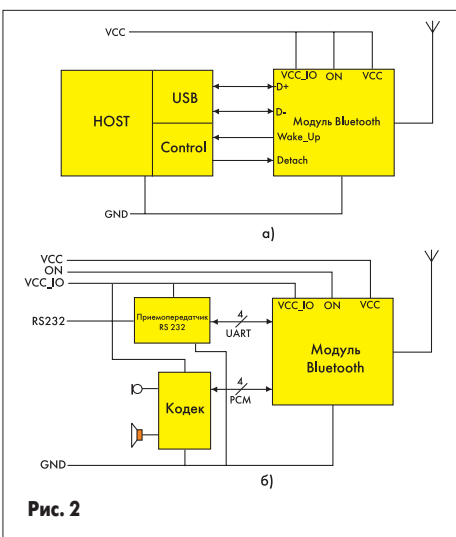 VCC
VCC_IO ON VCC
HOST
USB
Control
D+
D-
Wake_Up
Detach
Модуль Bluetooth
GND
а)
VCC
ON
VCC_IO
RS232
Приемопередатчик
RS 232
4
UART
VCC_IO ON VCC
Модуль
Bluetooth
Кодек
4
PCM
GND
б)
Рис. 2